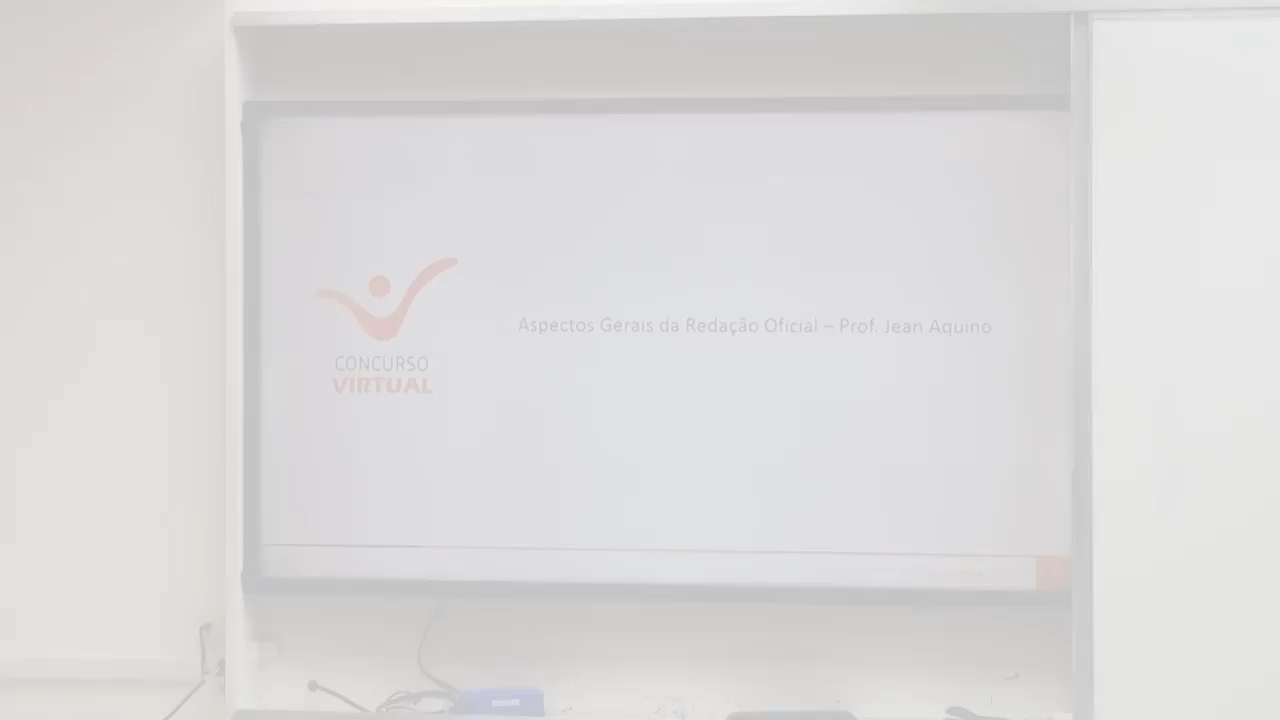 Aspectos Gerais da Redação Oficial – Prof. Jean Aquino
CONCURSO
VIRTUAL